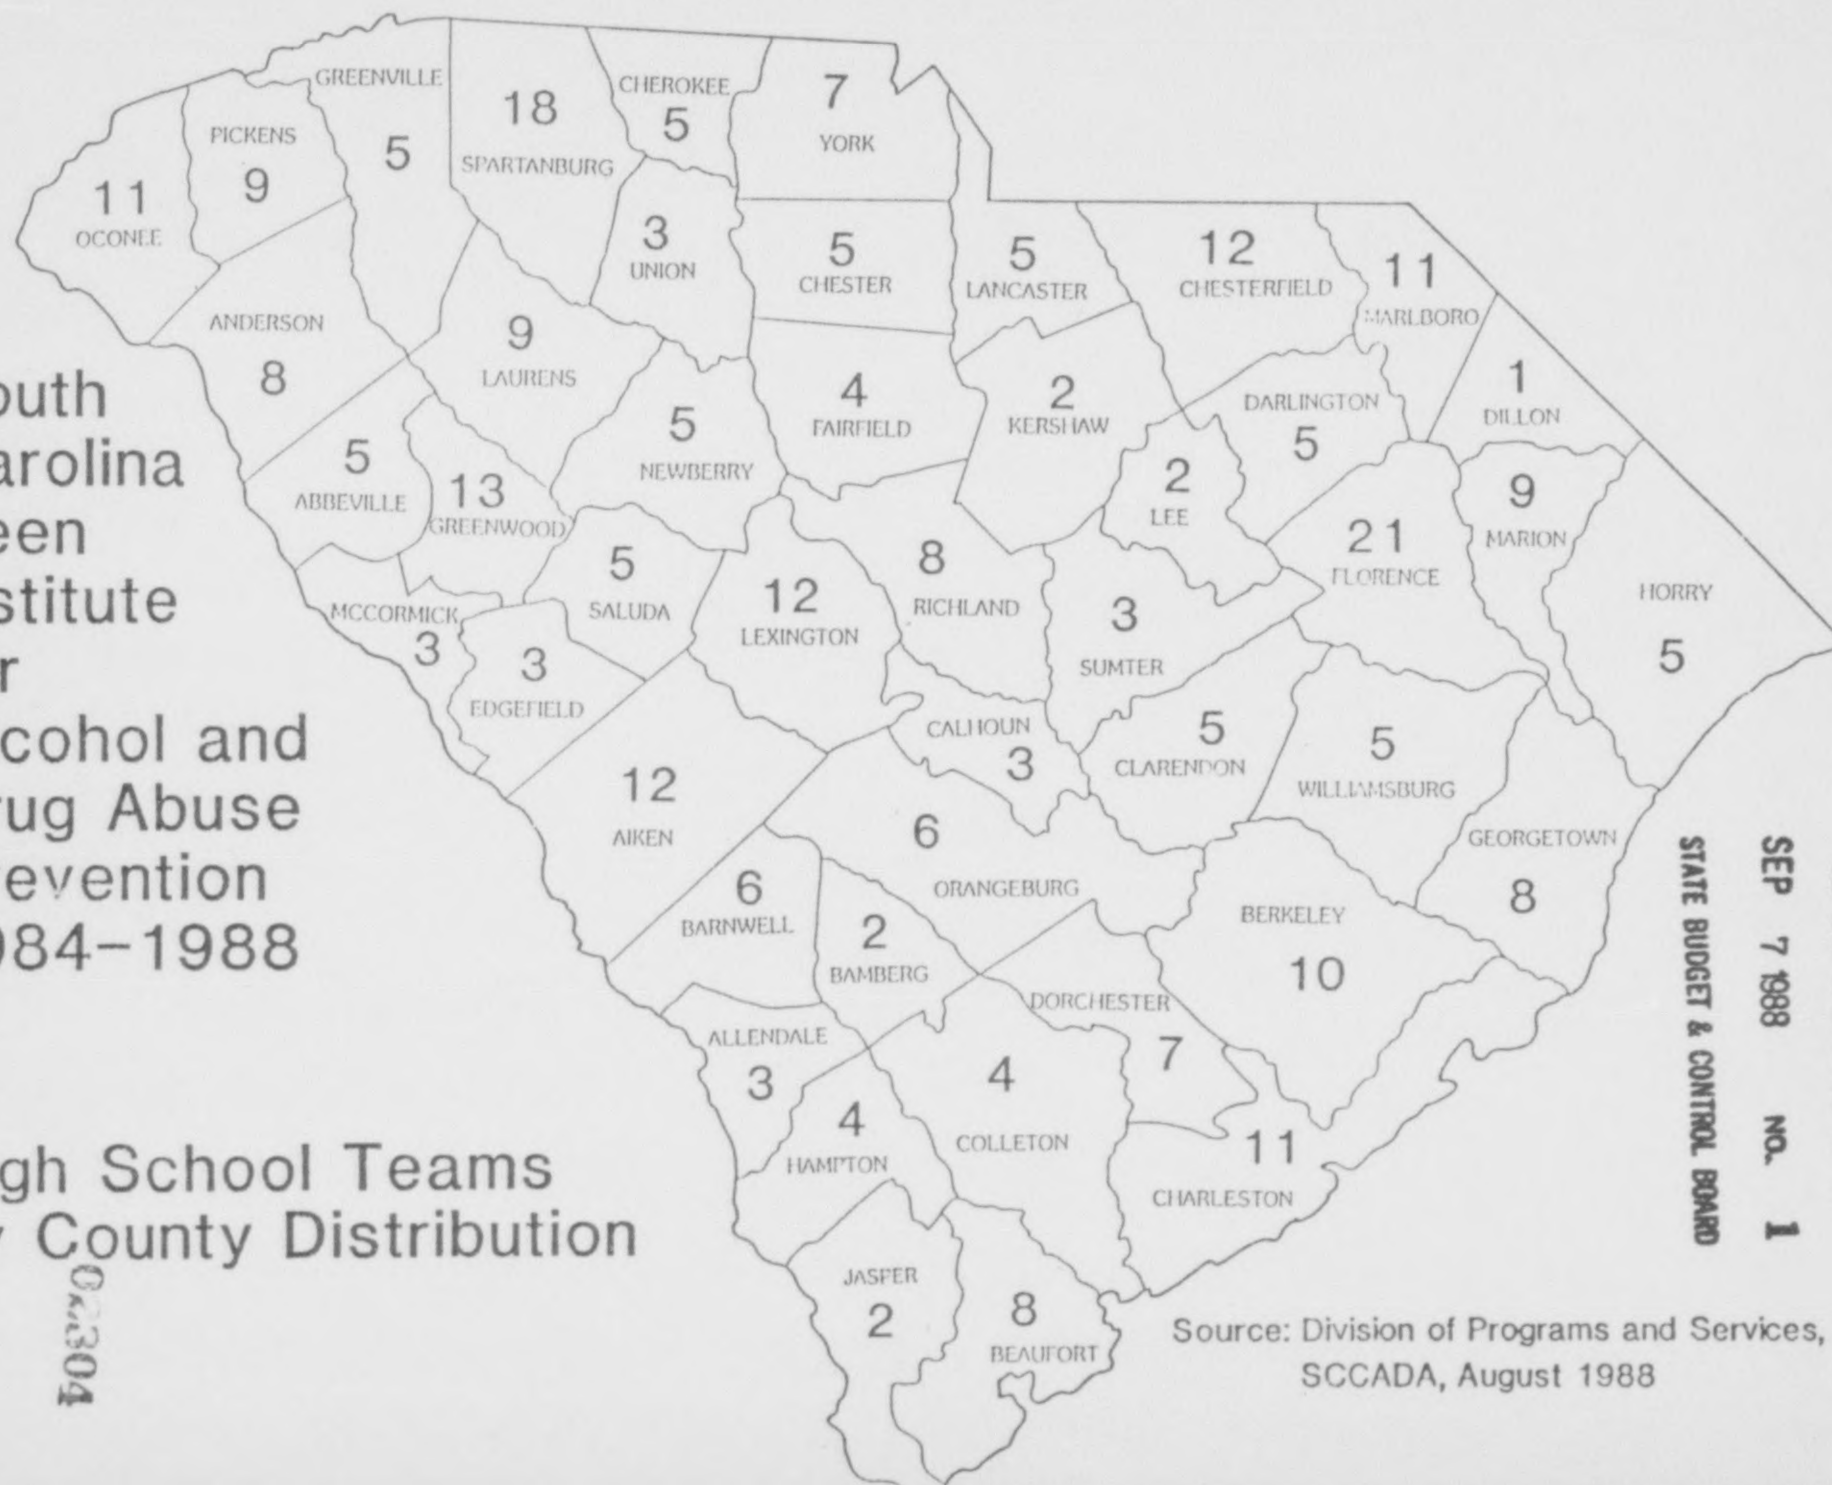 GREENVILLE
5
18
SPARTANBURG
CHEROKEE
5
7
YORK
PICKENS
9
11
OCONEE
3
UNION
5
CHESTER
5
LANCASTER
12
CHESTERFIELD
11
MARLBORO
ANDERSON
8
9
LAURENS
5
NEWBERRY
4
FAIRFIELD
2
KERSHAW
DARLINGTON
5
1
DILLON
5
ABBEVILLE
13
GREENWOOD
2
LEE
21
FLORENCE
9
MARION
HORRY
5
MCCORMICK
3
3
EDGEFIELD
5
SALUDA
12
LEXINGTON
8
RICHLAND
3
SUMTER
CALHOUN
3
5
CLARENDON
5
WILLIAMSBURG
GEORGETOWN
8
12
AIKEN
6
ORANGEBURG
6
BARNWELL
2
BAMBERG
BERKELEY
10
DORCHESTER
7
ALLENDALE
3
4
HAMPTON
4
COLLETON
11
CHARLESTON
JASPER
2
8
BEAUFORT
outh
arolina
een
stitute
r
cohol and
rug Abuse
evention
984-1988
gh School Teams
y County Distribution
Source: Division of Programs and Services,
SCCADA, August 1988
SEP 7 1988 NO. 1
STATE BUDGET & CONTROL BOARD